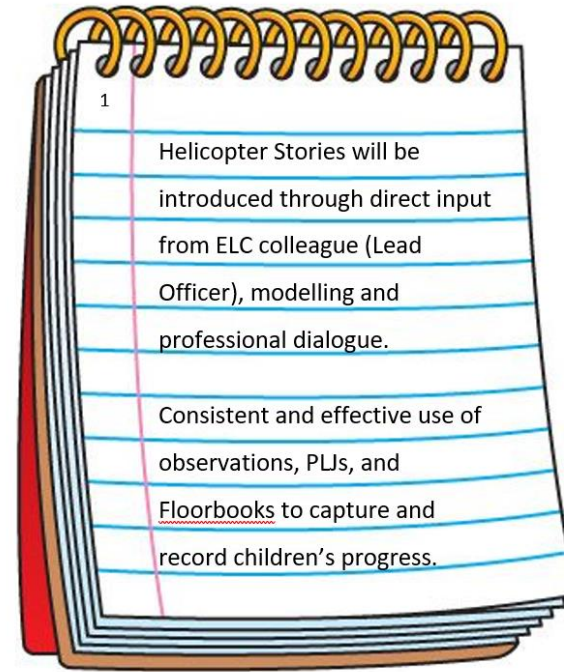 1
Helicopter Stories will be
introduced through direct input
from ELC colleague (Lead
Officer), modelling and
professional dialogue.
Consistent and effective use of
observations, PLJs, and
Floorbooks to capture and
record children’s progress.